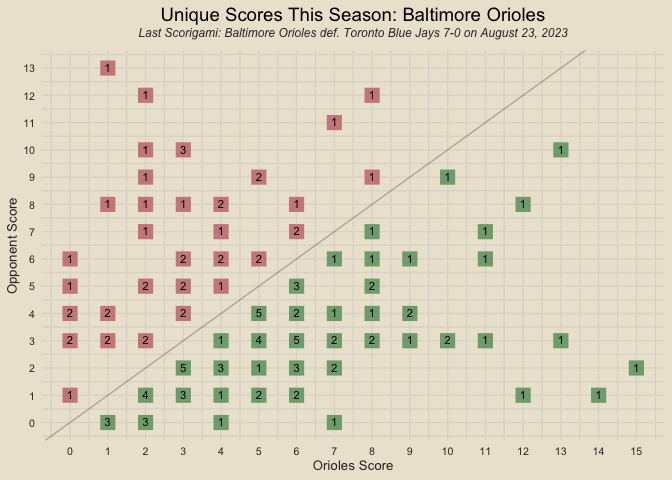 Unique Scores This Season: Baltimore Orioles
Last Scorigami: Baltimore Orioles def. Toronto Blue Jays 7-0 on August 23, 2023
Opponent Score
13 1
12 1 1
11 1
10 1 3 1
9 1 2 1 1
8 1 1 1 2 1 1
7 1 1 2 1 1
6 1 2 2 2 1 1 1 1
5 1 2 2 1 3 2
4 2 2 2 5 2 1 1 2
3 2 2 2 1 4 5 2 2 1 2 1 1
2 5 3 1 3 2 1
1 1 4 3 1 2 2 1 1
0 3 3 1 1
0 1 2 3 4 5 6 7 8 9 10 11 12 13 14 15
Orioles Score